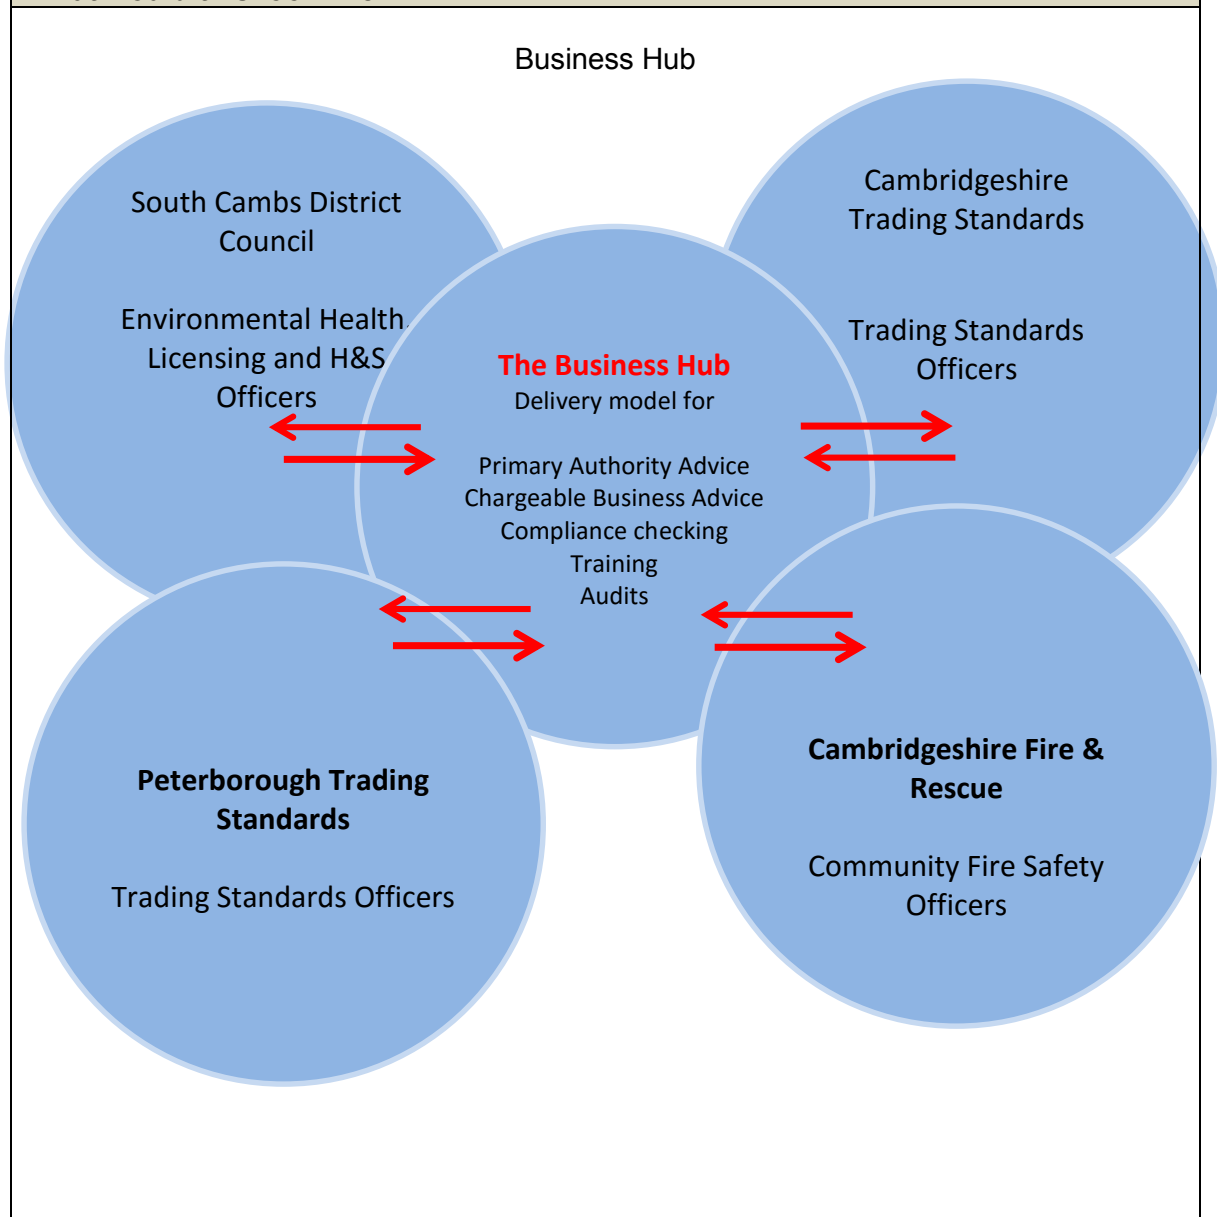 Business Hub
South Cambs District
Council
Environmental Health,
Licensing and H&S
Officers
Cambridgeshire
Trading Standards
Trading Standards
Officers
The Business Hub
Delivery model for
Primary Authority Advice
Chargeable Business Advice
Compliance checking
Training
Audits
Peterborough Trading
Standards
Trading Standards Officers
Cambridgeshire Fire &
Rescue
Community Fire Safety
Officers